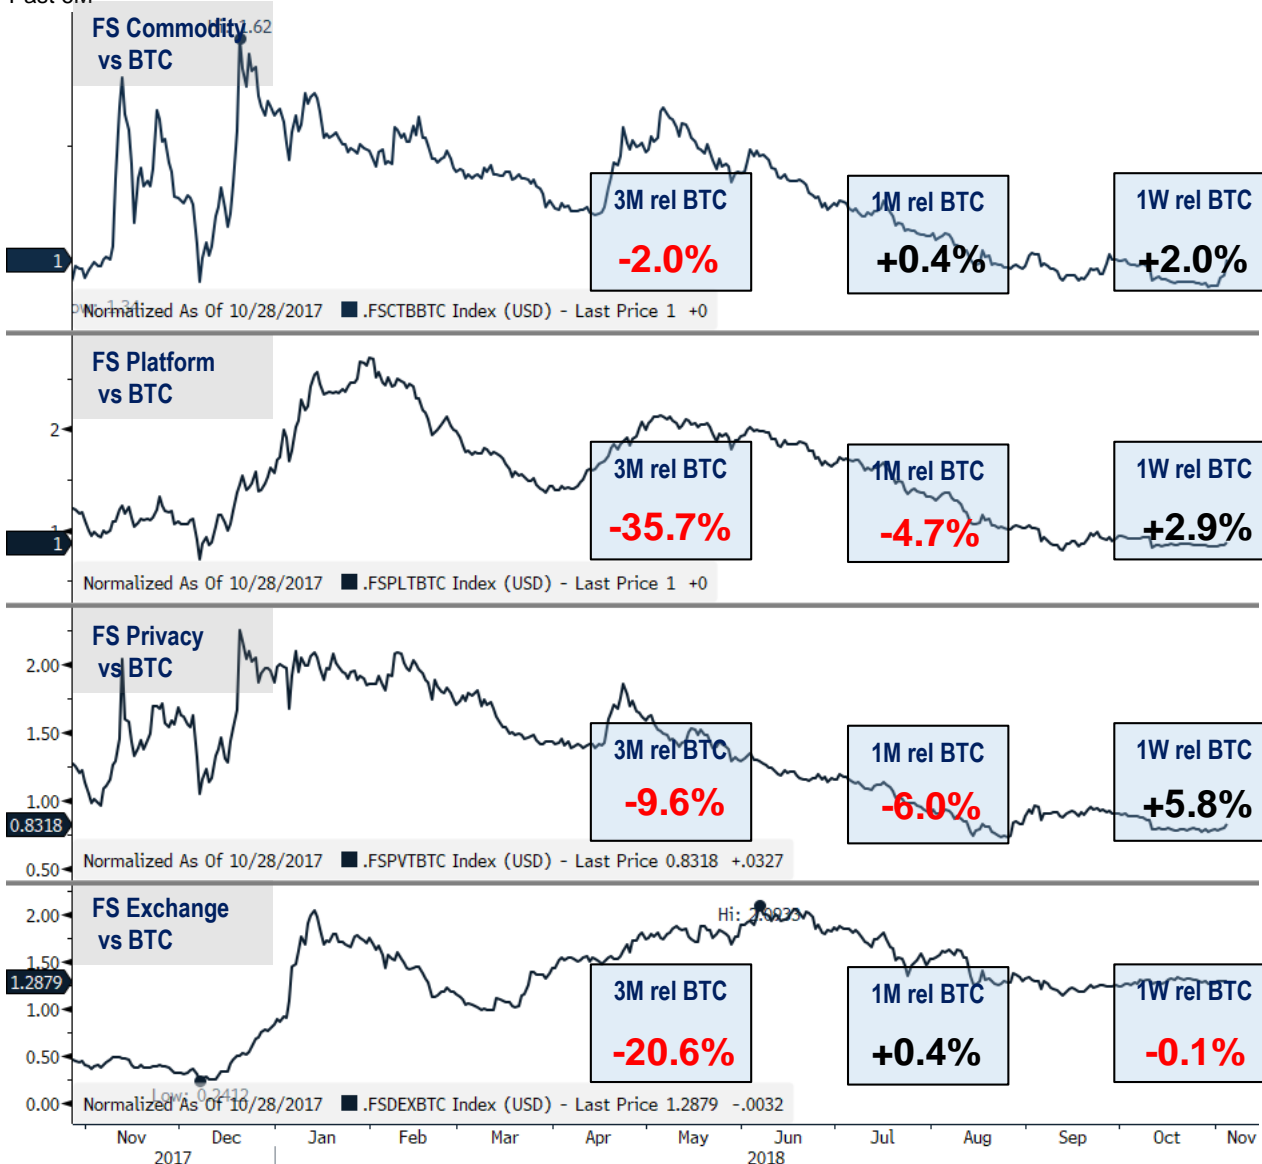 FS Commodity
vs BTC
1.62
3M rel BTC
-2.0%
1M rel BTC
+0.4%
1W rel BTC
+2.0%
1
Normalized As Of 10/28/2017 .FSCTBBTC Index (USD) - Last Price 1 +0
FS Platform
vs BTC
2
1
1
3M rel BTC
-35.7%
1M rel BTC
-4.7%
1W rel BTC
+2.9%
Normalized As Of 10/28/2017 .FSPLTBTC Index (USD) - Last Price 1 +0
FS Privacy
vs BTC
2.00
1.50
1.00
0.8318
0.50
3M rel BTC
-9.6%
1M rel BTC
-6.0%
1W rel BTC
+5.8%
Normalized As Of 10/28/2017 .FSPVTBTC Index (USD) - Last Price 0.8318 +.0327
FS Exchange
vs BTC
Hi: 2.0933
2.00
1.50
1.2879
1.00
0.50
0.00
3M rel BTC
-20.6%
1M rel BTC
+0.4%
1W rel BTC
-0.1%
Low: 0.2412
Normalized As Of 10/28/2017 .FSDEXBTC Index (USD) - Last Price 1.2879 -.0032
Nov Dec Jan Feb Mar Apr May Jun Jul Aug Sep Oct Nov
2017 2018